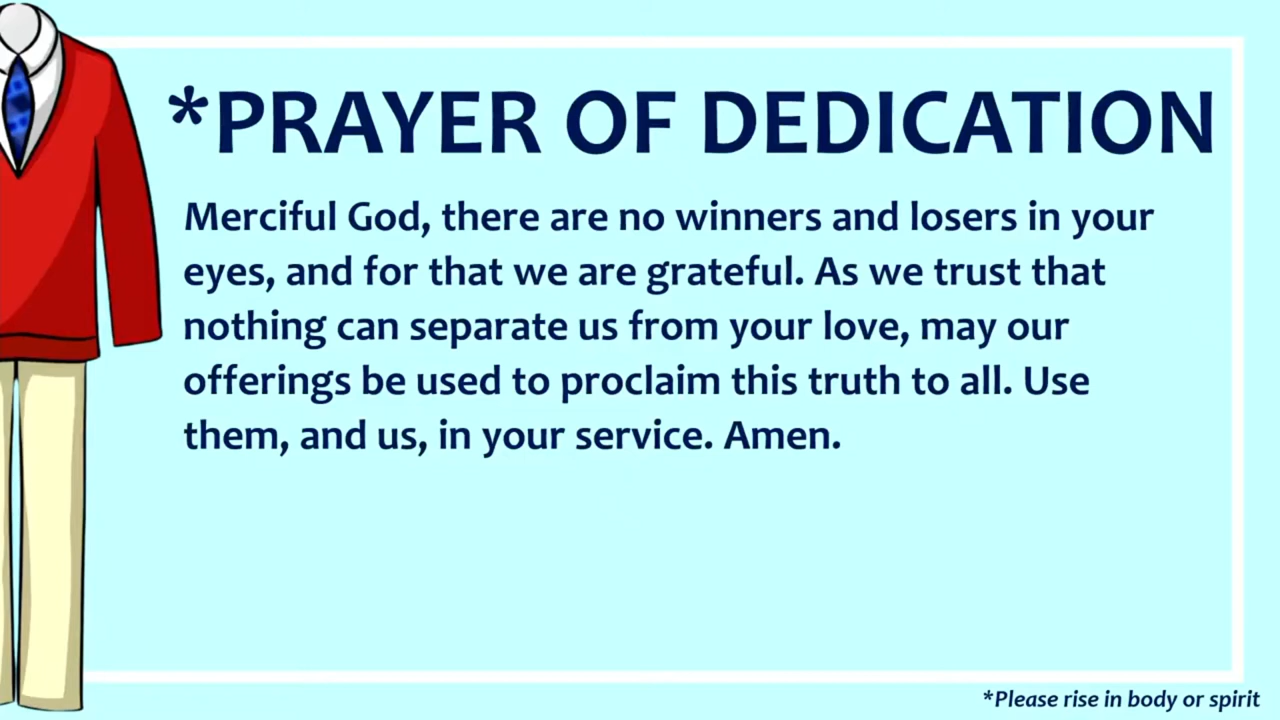 *PRAYER OF DEDICATION
Merciful God, there are no winners and losers in your
eyes, and for that we are grateful. As we trust that
nothing can separate us from your love, may our
offerings be used to proclaim this truth to all. Use
them, and us, in your service. Amen.
*Please rise in body or spirit